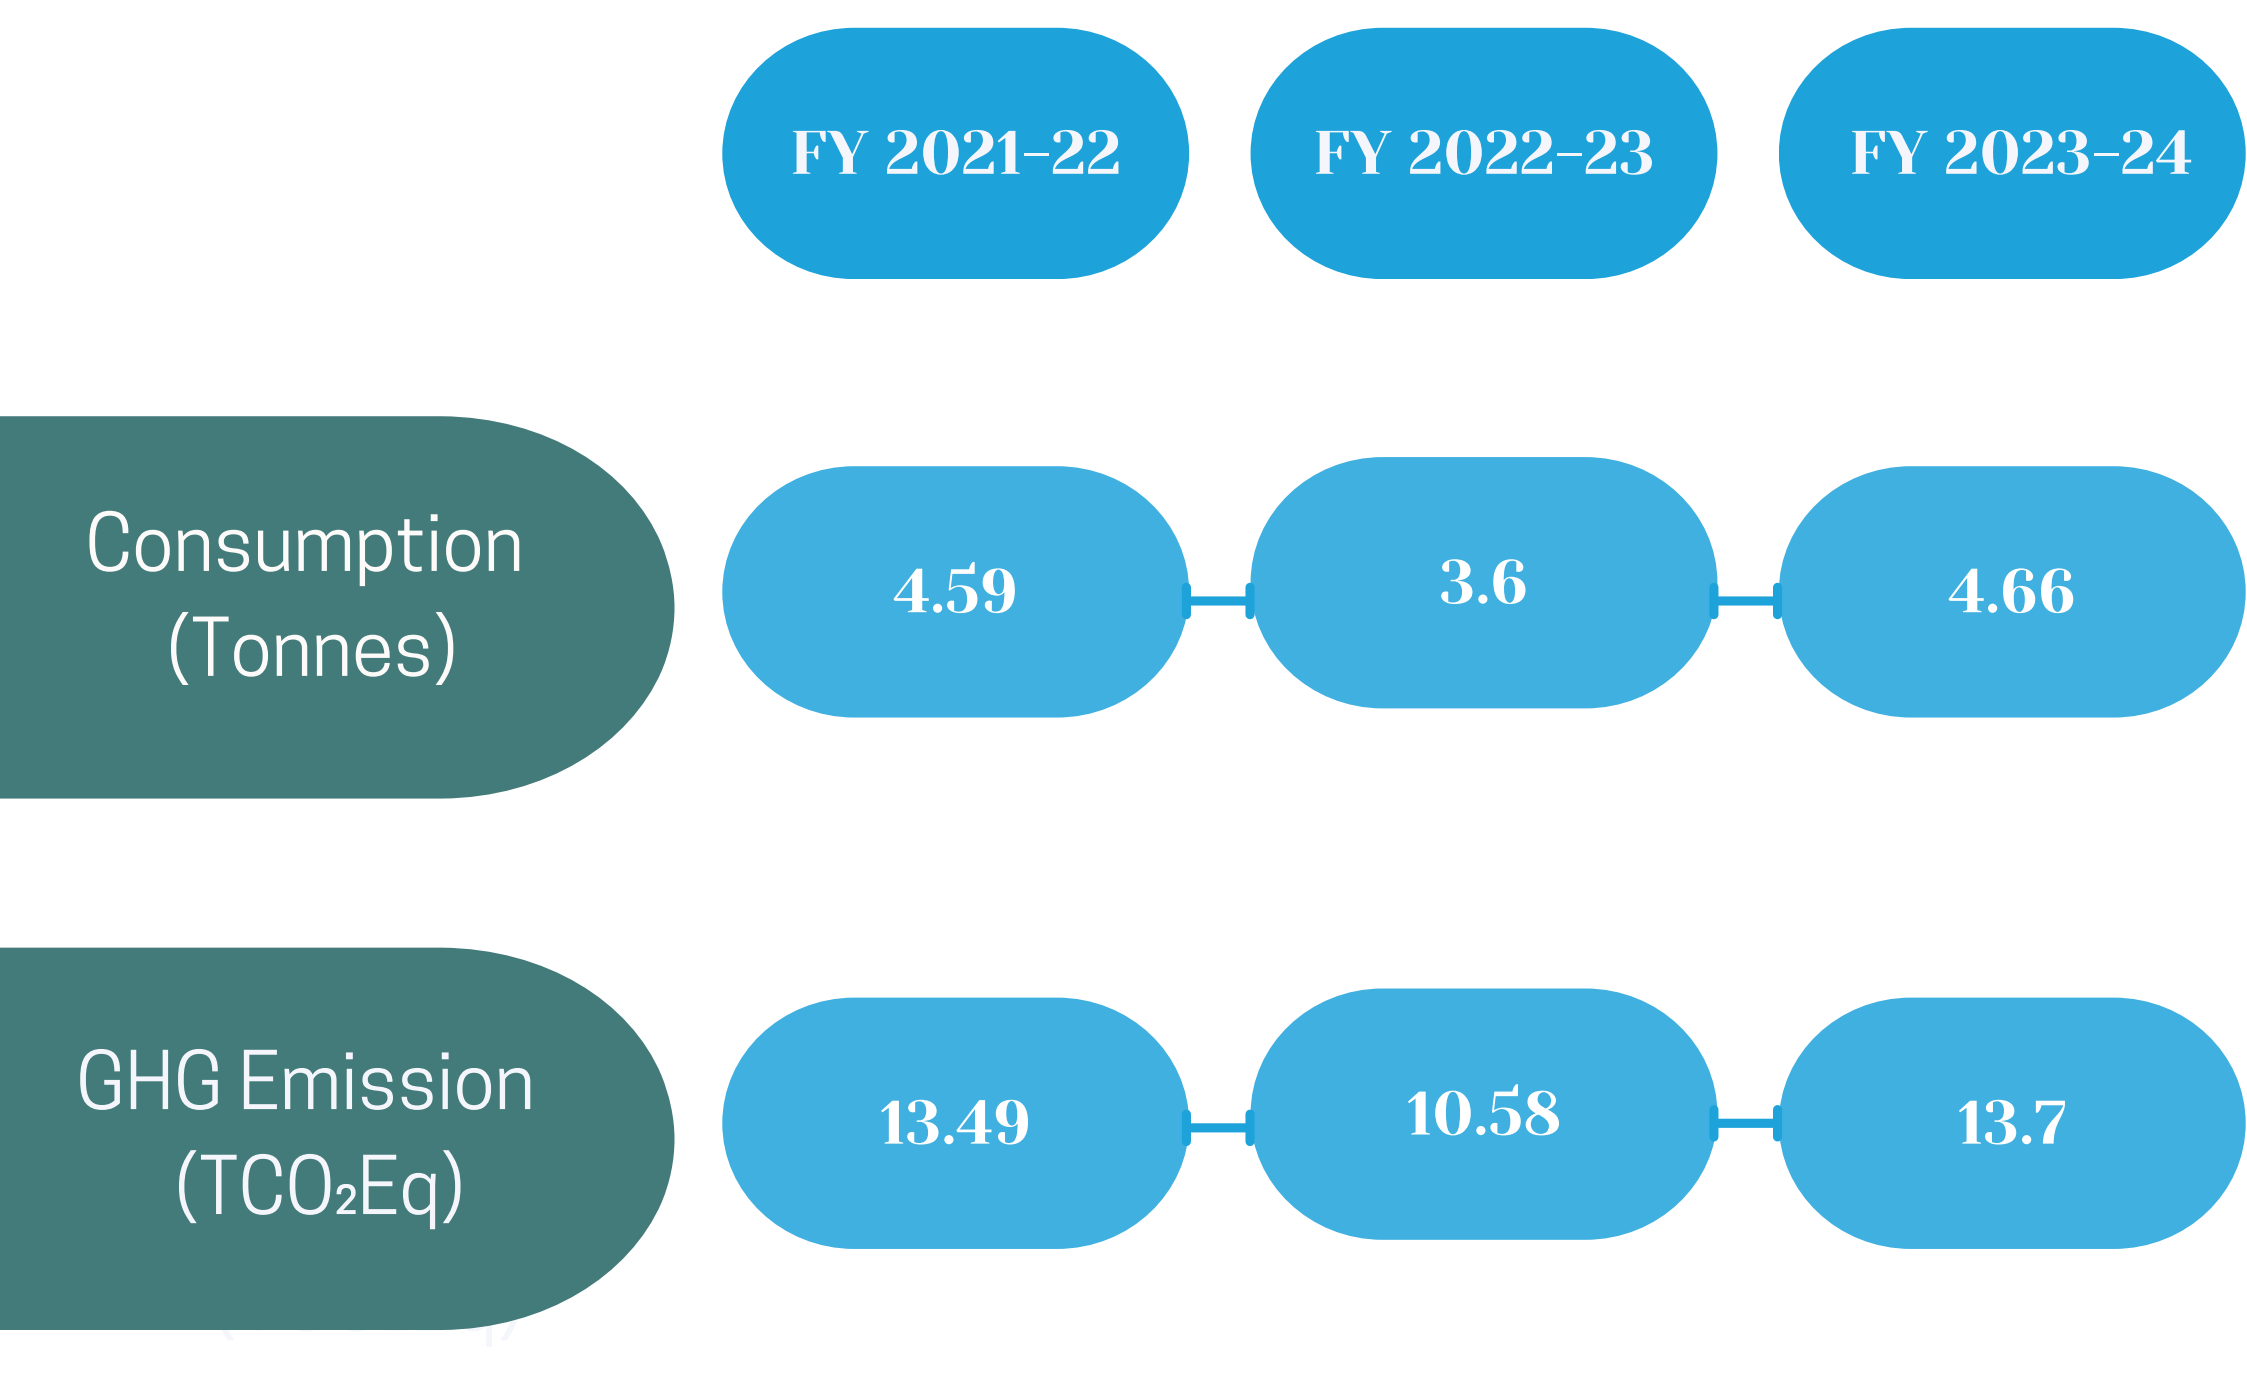 FY 2021-22 FY 2022-23 FY 2023-24
Consumption
(Tonnes)
4.59 3.6 4.66
GHG Emission
(TCO₂Eq)
13.49 10.58 13.7